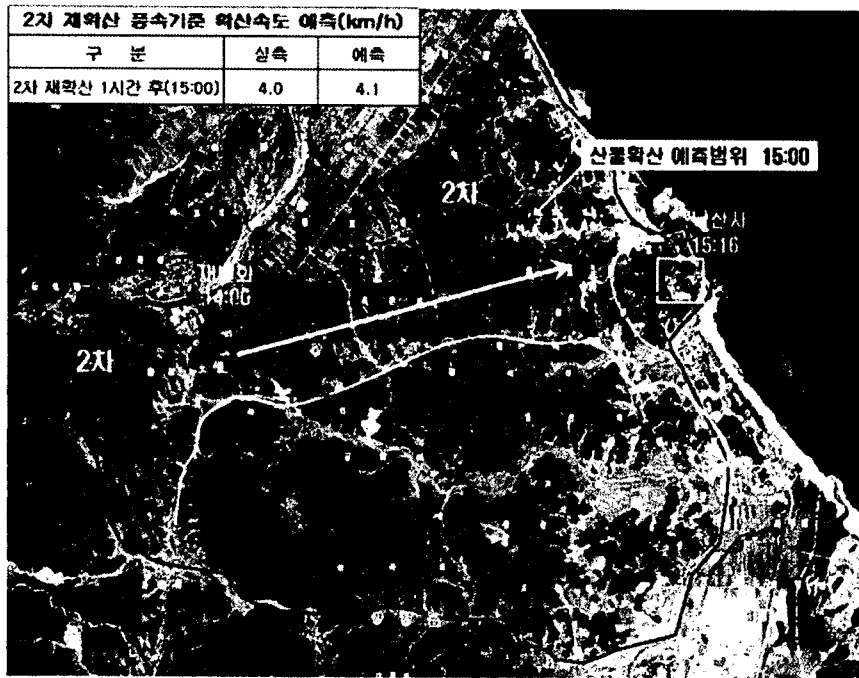 2차 재확산 풍속기준 확산속도 예측(km/h)
구 분 실측 예측
2차 재확산 1시간 후(15:00) 4.0 4.1
산불확산 예측범위 15:00
2차
15:16
14:00
2차